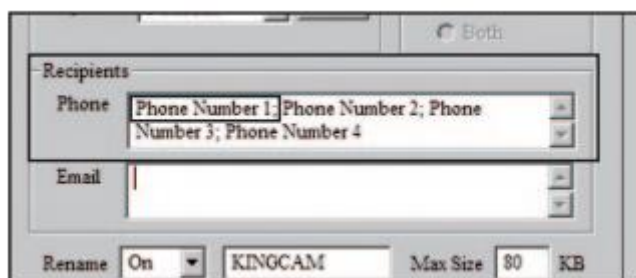 Both
Recipients
Phone Phone Number 1; Phone Number 2; Phone
Number 3; Phone Number 4
Email
Rename On KINGCAM Max Size 80 KB